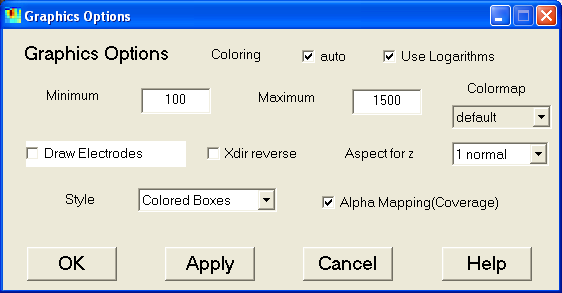 Graphics Options
Graphics Options Coloring auto Use Logarithms
Minimum 100 Maximum 1500 Colormap
default
Draw Electrodes Xdir reverse Aspect for z 1 normal
Style Colored Boxes Alpha Mapping(Coverage)
OK Apply Cancel Help